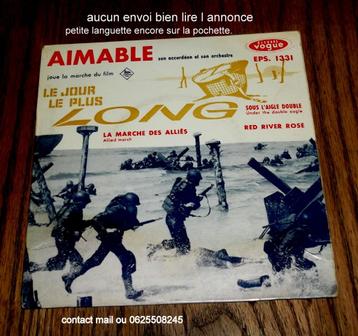 aucun envoi bien lire l annonce
petite languette encore sur la pochette.
AIMABLE
son accordéon et son orchestre
vogue
EPS. 1331
joue la marche du film
LE JOUR
LE PLUS
LONG
SOUS L'AIGLE DOUBLE
Under the double eagle
LA MARCHE DES ALLIÉS
Allied march
RED RIVER ROSE
contact mail ou 0625508245